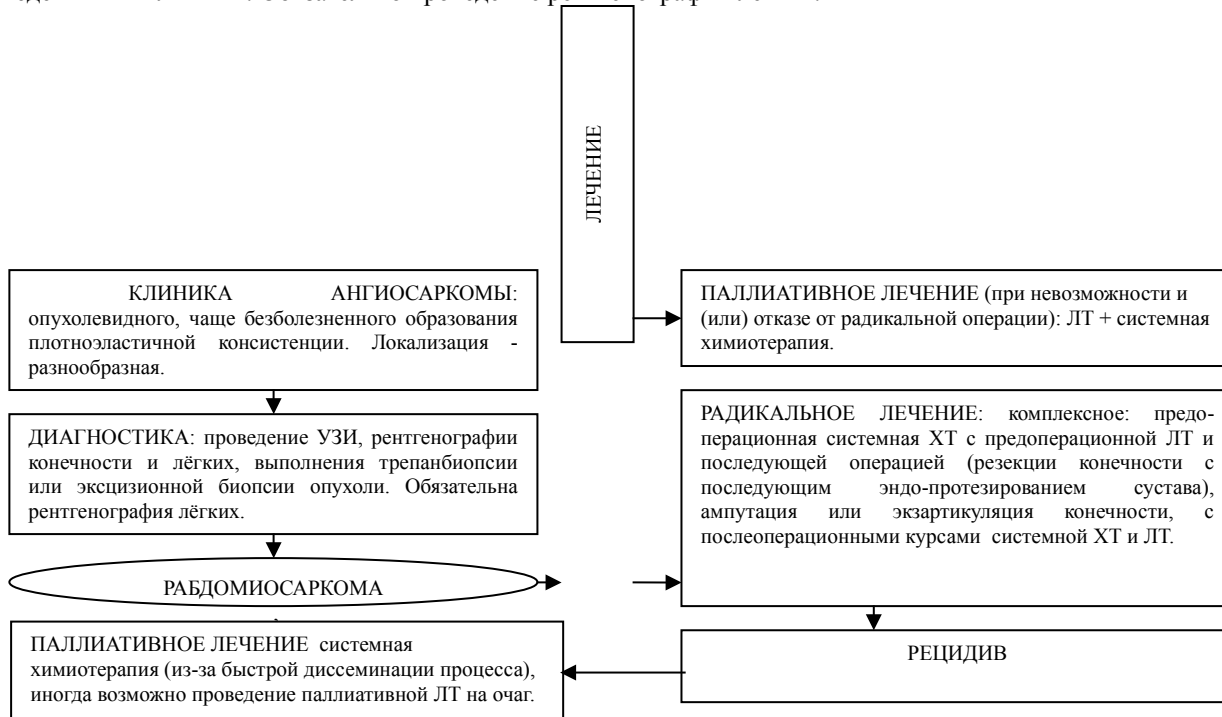 ЛЕЧЕНИЕ
КЛИНИКА АНГИОСАРКОМЫ:
опухолевидного, чаще безболезненного образования
плотноэластичной консистенции. Локализация -
разнообразная.
ПАЛЛИАТИВНОЕ ЛЕЧЕНИЕ (при невозможности и
(или) отказе от радикальной операции): ЛТ + системная
химиотерапия.
ДИАГНОСТИКА: проведение УЗИ, рентгенографии
конечности и лёгких, выполнения трепанбиопсии
или эксцизионной биопсии опухоли. Обязательна
рентгенография лёгких.
РАДИКАЛЬНОЕ ЛЕЧЕНИЕ: комплексное: предо-
перационная системная ХТ с предоперационной ЛТ и
последующей операцией (резекции конечности с
последующим эндо-протезированием сустава),
ампутация или экзартикуляция конечности, с
послеоперационными курсами системной ХТ и ЛТ.
РАБДОМИОСАРКОМА
ПАЛЛИАТИВНОЕ ЛЕЧЕНИЕ системная
химиотерапия (из-за быстрой диссеминации процесса),
иногда возможно проведение паллиативной ЛТ на очаг.
РЕЦИДИВ